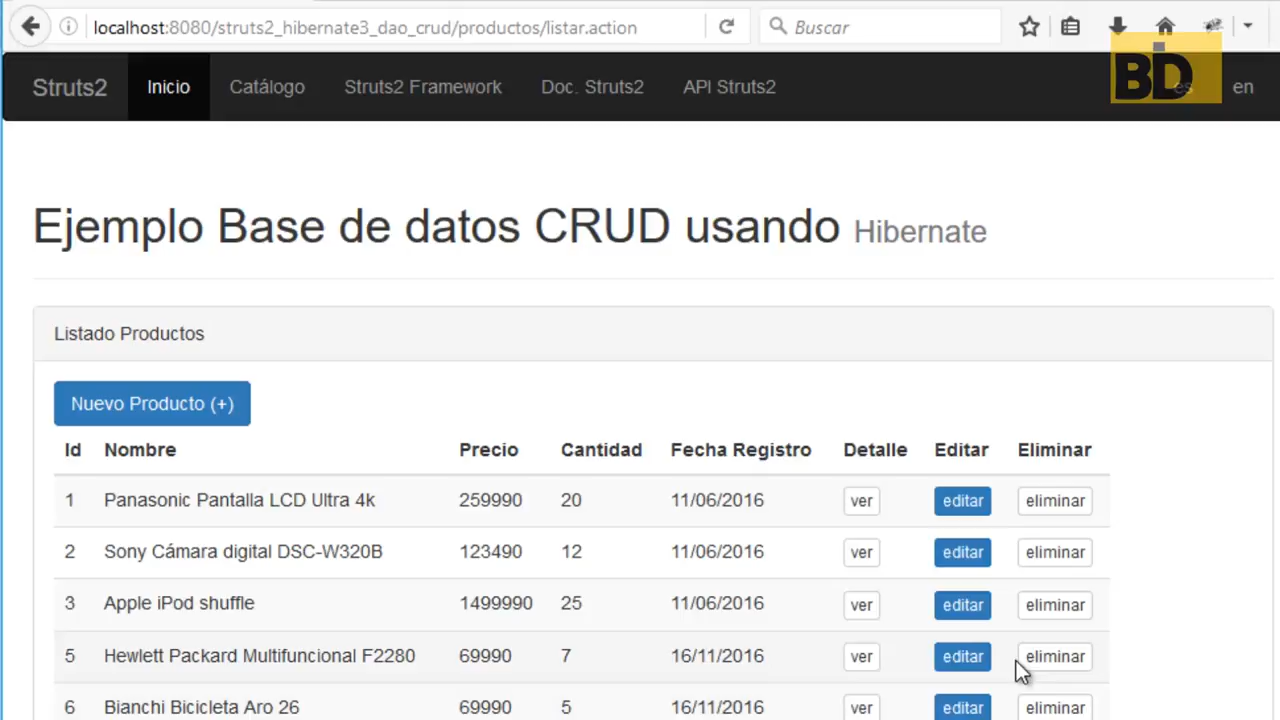 localhost:8080/struts2_hibernate3_dao_crud/productos/listar.action Buscar
Struts2 Inicio Catálogo Struts2 Framework Doc. Struts2 API Struts2 es en
BD
Ejemplo Base de datos CRUD usando Hibernate
Listado Productos
Nuevo Producto (+)
Id Nombre Precio Cantidad Fecha Registro Detalle Editar Eliminar
1 Panasonic Pantalla LCD Ultra 4k 259990 20 11/06/2016 ver editar eliminar
2 Sony Cámara digital DSC-W320B 123490 12 11/06/2016 ver editar eliminar
3 Apple iPod shuffle 1499990 25 11/06/2016 ver editar eliminar
5 Hewlett Packard Multifuncional F2280 69990 7 16/11/2016 ver editar eliminar
6 Bianchi Bicicleta Aro 26 69990 5 16/11/2016 ver editar eliminar